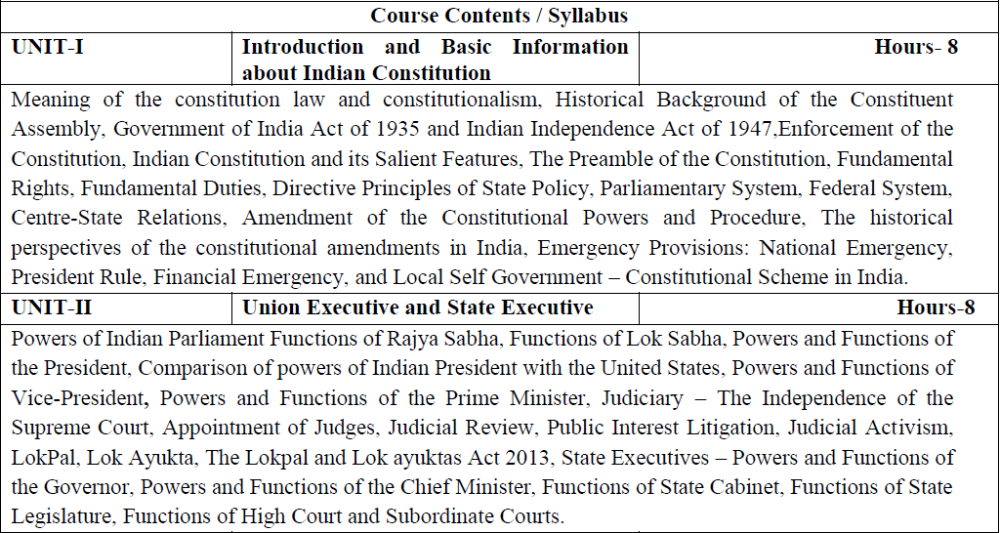 Course Contents / Syllabus
UNIT-I Introduction and Basic Information Hours- 8
about Indian Constitution
Meaning of the constitution law and constitutionalism, Historical Background of the Constituent
Assembly, Government of India Act of 1935 and Indian Independence Act of 1947,Enforcement of the
Constitution, Indian Constitution and its Salient Features, The Preamble of the Constitution, Fundamental
Rights, Fundamental Duties, Directive Principles of State Policy, Parliamentary System, Federal System,
Centre-State Relations, Amendment of the Constitutional Powers and Procedure, The historical
perspectives of the constitutional amendments in India, Emergency Provisions: National Emergency,
President Rule, Financial Emergency, and Local Self Government – Constitutional Scheme in India.
UNIT-II Union Executive and State Executive Hours-8
Powers of Indian Parliament Functions of Rajya Sabha, Functions of Lok Sabha, Powers and Functions of
the President, Comparison of powers of Indian President with the United States, Powers and Functions of
Vice-President, Powers and Functions of the Prime Minister, Judiciary – The Independence of the
Supreme Court, Appointment of Judges, Judicial Review, Public Interest Litigation, Judicial Activism,
LokPal, Lok Ayukta, The Lokpal and Lok ayuktas Act 2013, State Executives – Powers and Functions of
the Governor, Powers and Functions of the Chief Minister, Functions of State Cabinet, Functions of State
Legislature, Functions of High Court and Subordinate Courts.